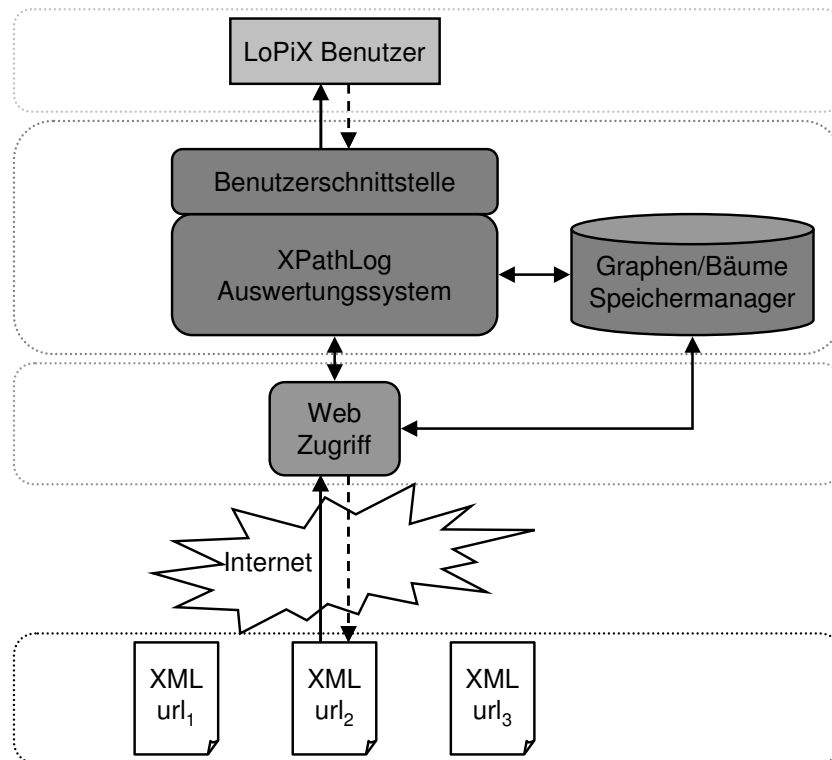 LoPiX Benutzer
Benutzerschnittstelle
XPathLog
Auswertungssystem
Graphen/Bäume
Speichermanager
Web
Zugriff
Internet
XML
url₁
XML
url₂
XML
url₃